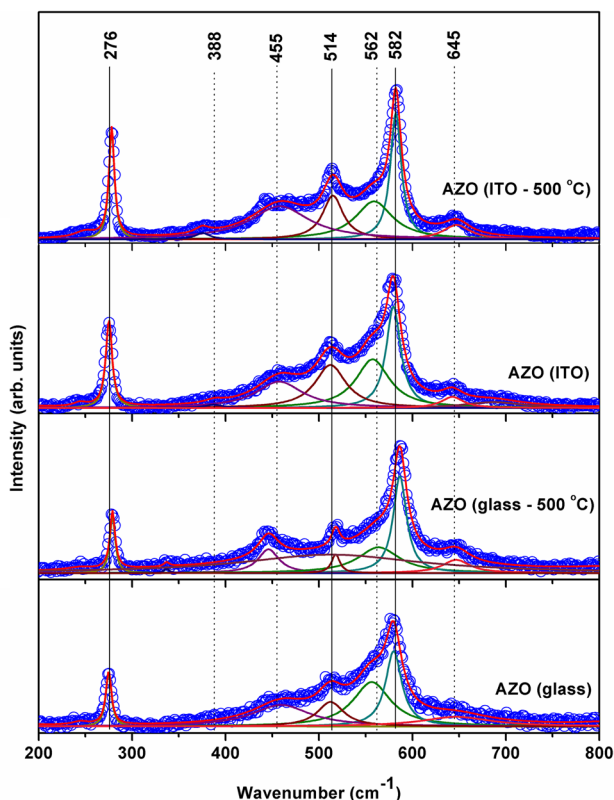 276
388
455
514
562
582
645
AZO (ITO - 500 °C)
AZO (ITO)
AZO (glass - 500 °C)
AZO (glass)
Intensity (arb. units)
200 300 400 500 600 700 800
Wavenumber (cm⁻¹)